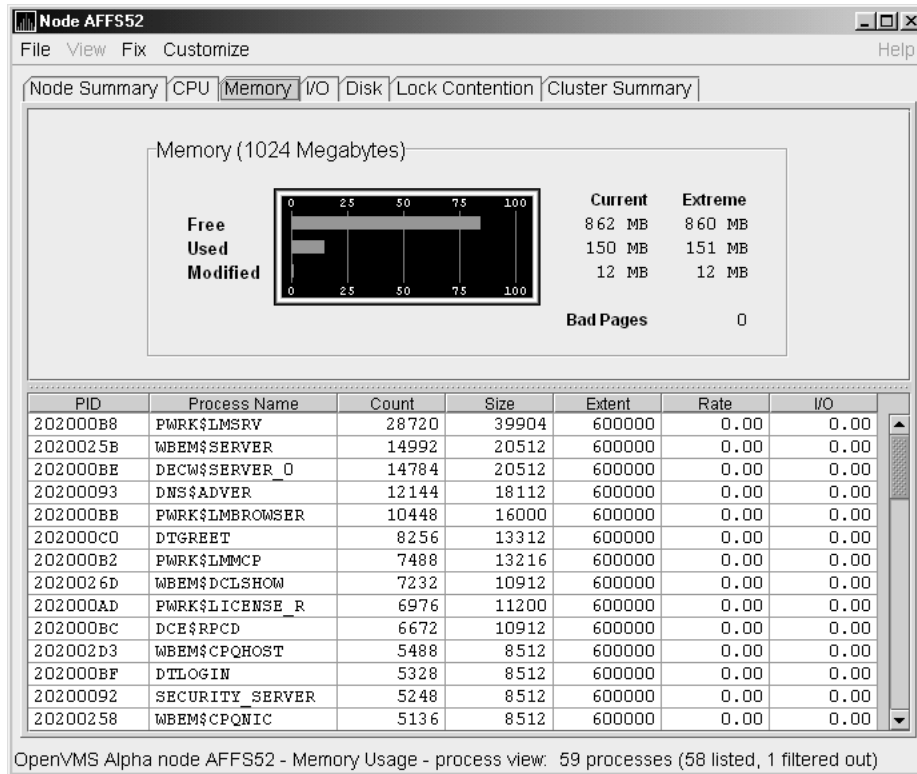 Node AFFS52
File View Fix Customize Help
Node Summary CPU Memory I/O Disk Lock Contention Cluster Summary
Memory (1024 Megabytes)
0 25 50 75 100
Current Extreme
Free 862 MB 860 MB
Used 150 MB 151 MB
Modified 12 MB 12 MB
0 25 50 75 100
Bad Pages 0
PID Process Name Count Size Extent Rate I/O
202000B8 PWRK$LMSRV 28720 39904 600000 0.00 0.00
2020025B WBEM$SERVER 14992 20512 600000 0.00 0.00
202000BE DECW$SERVER_0 14784 20512 600000 0.00 0.00
20200093 DNS$ADVER 12144 18112 600000 0.00 0.00
202000BB PWRK$LMBROWSER 10448 16000 600000 0.00 0.00
202000C0 DTGREET 8256 13312 600000 0.00 0.00
202000B2 PWRK$LMMCP 7488 13216 600000 0.00 0.00
2020026D WBEM$DCLSHOW 7232 10912 600000 0.00 0.00
202000AD PWRK$LICENSE_R 6976 11200 600000 0.00 0.00
202000BC DCE$RPCD 6672 10912 600000 0.00 0.00
202002D3 WBEM$CPQHOST 5488 8512 600000 0.00 0.00
202000BF DTLOGIN 5328 8512 600000 0.00 0.00
20200092 SECURITY_SERVER 5248 8512 600000 0.00 0.00
20200258 WBEM$CPQNIC 5136 8512 600000 0.00 0.00
OpenVMS Alpha node AFFS52 - Memory Usage - process view: 59 processes (58 listed, 1 filtered out)